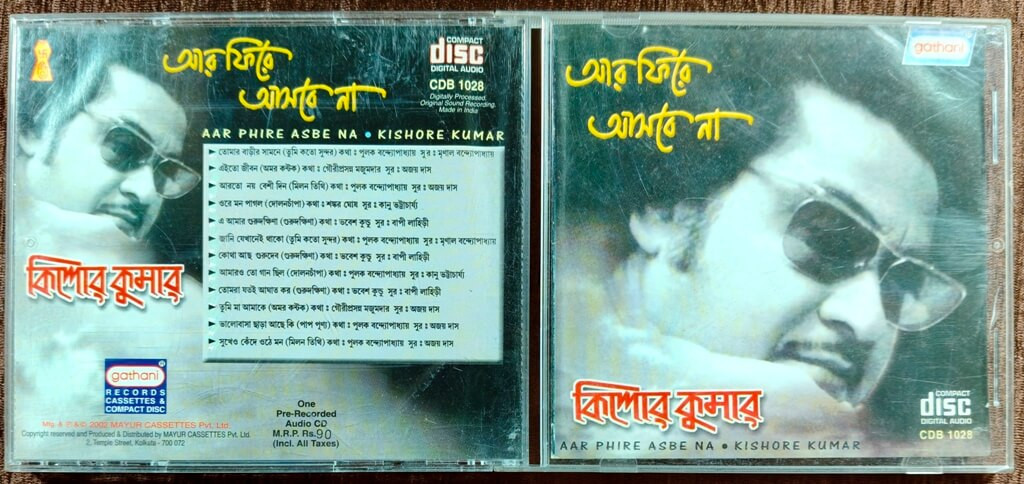 আর ফিরে
আসবে না
COMPACT
disc
DIGITAL AUDIO
CDB 1028
Digitally Processed.
Original Sound Recording.
Made in India
AAR PHIRE ASBE NA • KISHORE KUMAR
► তোমার বাড়ীর সামনে (তুমি কতো সুন্দর) কথা : পুলক বন্দ্যোপাধ্যায় সুর : মৃণাল বন্দ্যোপাধ্যায়
► এইতো জীবন (অমর কন্টক) কথা : গৌরীপ্রসন্ন মজুমদার সুর : অজয় দাস
► আরতো নয় বেশী দিন (মিলন তিথি) কথা : পুলক বন্দ্যোপাধ্যায় সুর : অজয় দাস
► ওরে মন পাগল (দোলনচাঁপা) কথা : শঙ্কর ঘোষ সুর : কানু ভট্টাচার্য্য
► এ আমার গুরুদক্ষিণা (গুরুদক্ষিণা) কথা : ভবেশ কুন্ডু সুর : বাপী লাহিড়ী
► জানি যেখানেই থাকো (তুমি কতো সুন্দর) কথা : পুলক বন্দ্যোপাধ্যায় সুর : মৃণাল বন্দ্যোপাধ্যায়
► কোথা আছ গুরুদেব (গুরুদক্ষিণা) কথা : ভবেশ কুন্ডু সুর : বাপী লাহিড়ী
► আমারও তো গান ছিল (দোলনচাঁপা) কথা : পুলক বন্দ্যোপাধ্যায় সুর : কানু ভট্টাচার্য্য
► তোমরা যতই আঘাত কর (গুরুদক্ষিণা) কথা : ভবেশ কুন্ডু সুর : বাপী লাহিড়ী
► তুমি মা আমাকে (অমর কন্টক) কথা : গৌরীপ্রসন্ন মজুমদার সুর : অজয় দাস
► ভালোবাসা ছাড়া আছে কি (পাপ পূণ্য) কথা : পুলক বন্দ্যোপাধ্যায় সুর : অজয় দাস
► সুখেও কেঁদে ওঠে মন (মিলন তিথি) কথা : পুলক বন্দ্যোপাধ্যায় সুর : অজয় দাস
কিশোর কুমার
gathani
RECORDS
CASSETTES &
COMPACT DISC
Mfg. & P & © 2002 MAYUR CASSETTES Pvt. Ltd
Copyright reserved and Produced & Distributed by MAYUR CASSETTES Pvt. Ltd.
2, Temple Street, Kolkata - 700 072
One
Pre-Recorded
Audio CD
M.R.P. Rs.90
(Incl. All Taxes)
gathani
আর ফিরে
আসবে না
কিশোর কুমার
COMPACT
disc
DIGITAL AUDIO
CDB 1028
AAR PHIRE ASBE NA • KISHORE KUMAR